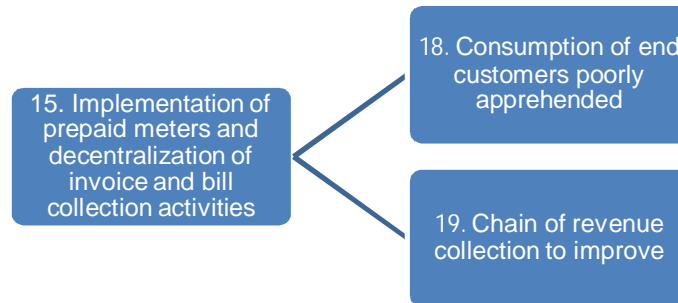 15. Implementation of
prepaid meters and
decentralization of
invoice and bill
collection activities
18. Consumption of end
customers poorly
apprehended
19. Chain of revenue
collection to improve